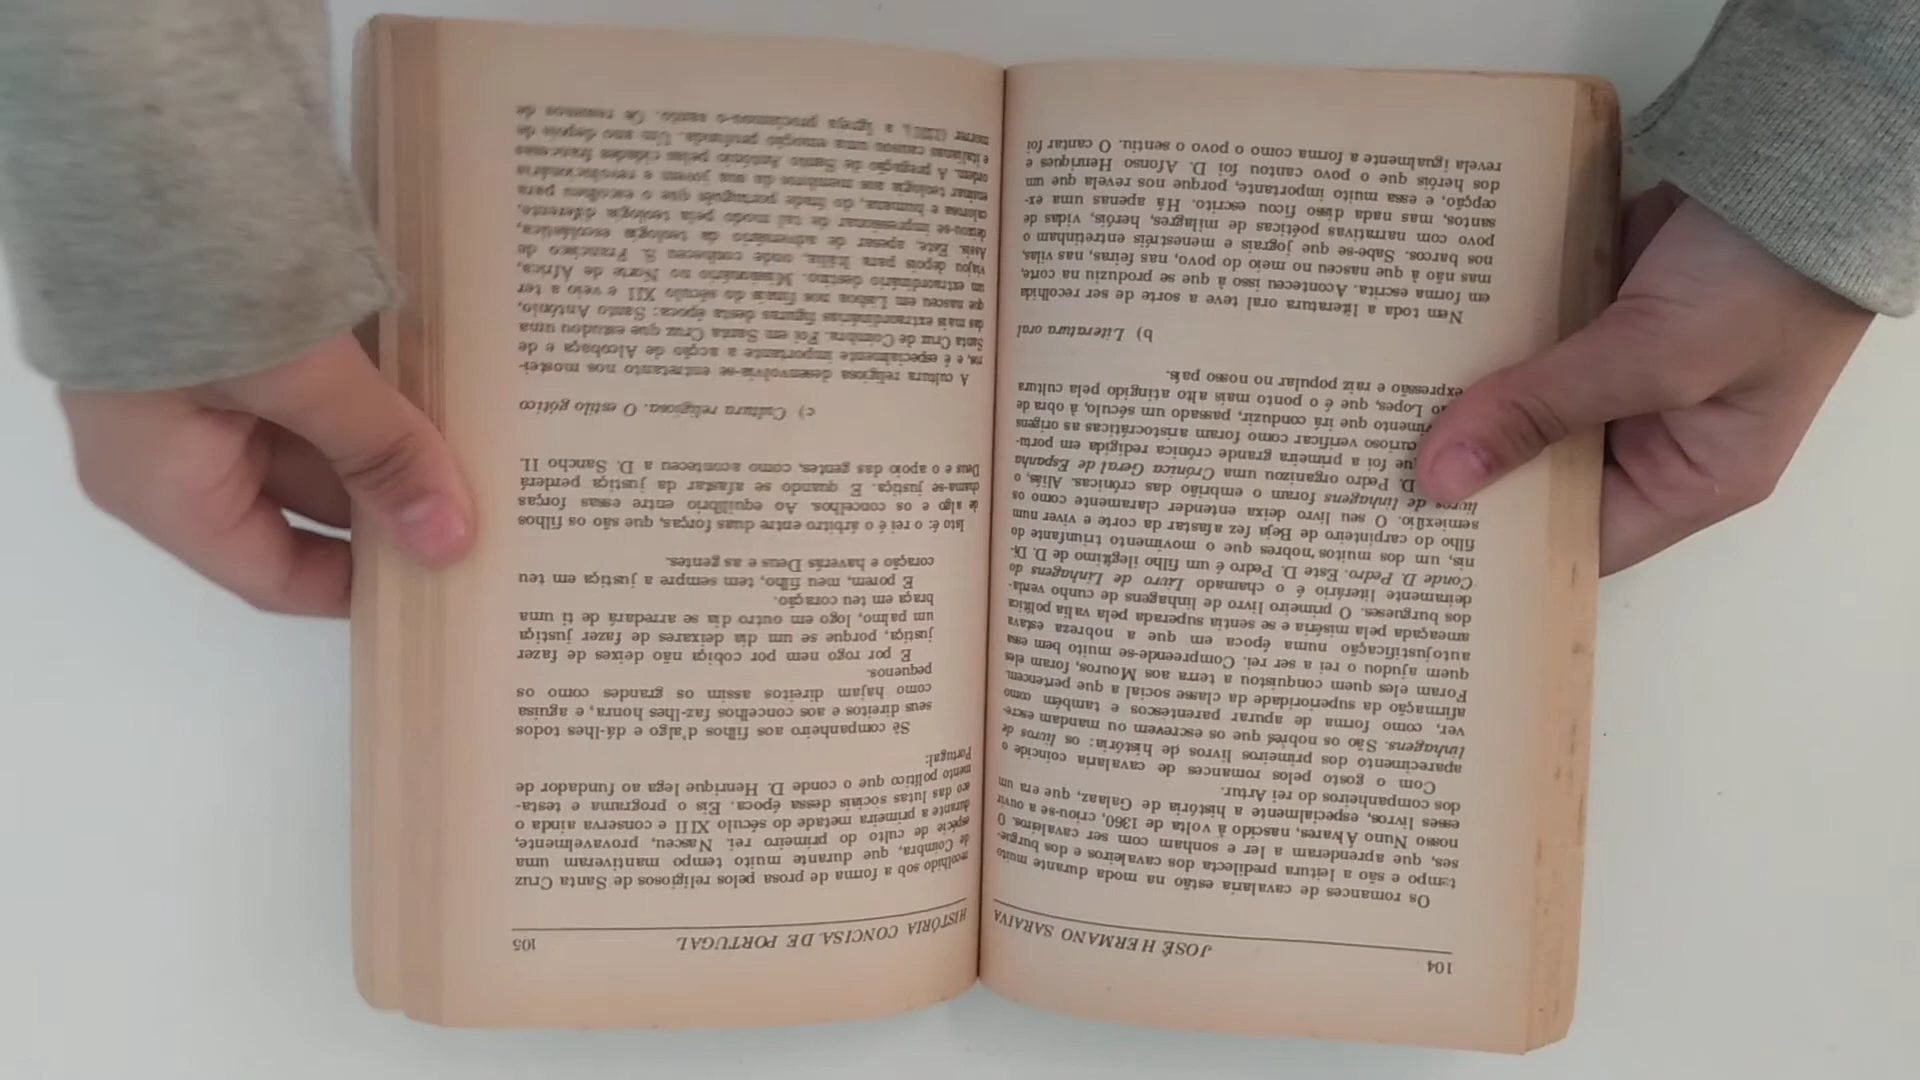 104
JOSÉ HERMANO SARAIVA
Os romances de cavalaria estão na moda durante muito
tempo e são a leitura predilecta dos cavaleiros e dos burgue-
ses, que aprenderam a ler e sonham com ser cavaleiros. O
nosso Nuno Álvares, nascido à volta de 1360, criou-se a ouvir
esses livros, especialmente a história de Galaaz, que era um
dos companheiros do rei Artur.
Com o gosto pelos romances de cavalaria coincide o
aparecimento dos primeiros livros de história: os livros de
linhagens. São os nobres que os escrevem ou mandam escre-
ver, como forma de apurar parentescos e também como
afirmação da superioridade da classe social a que pertencem.
Foram eles quem conquistou a terra aos Mouros, foram eles
quem ajudou o rei a ser rei. Compreende-se muito bem essa
autojustificação numa época em que a nobreza estava
ameaçada pela miséria e se sentia superada pela valia política
dos burgueses. O primeiro livro de linhagens de cunho verda-
deiramente literário é o chamado Livro de Linhagens do
Conde D. Pedro. Este D. Pedro é um filho ilegítimo de D. Di-
nis, um dos muitos nobres que o movimento triunfante do
filho do carpinteiro de Beja fez afastar da corte e viver num
semiexílio. O seu livro deixa entender claramente como os
livros de linhagens foram o embrião das crónicas. Aliás, o
D. Pedro organizou uma Crónica Geral de Espanha
que foi a primeira grande crónica redigida em portu-
curioso verificar como foram aristocráticas as origens
vimento que irá conduzir, passado um século, à obra de
Lopes, que é o ponto mais alto atingido pela cultura
expressão e raiz popular no nosso país.
b) Literatura oral
Nem toda a literatura oral teve a sorte de ser recolhida
em forma escrita. Aconteceu isso à que se produziu na corte,
mas não à que nasceu no meio do povo, nas feiras, nas vilas,
nos barcos. Sabe-se que jograis e menestréis entretinham o
povo com narrativas poéticas de milagres, heróis, vidas de
santos, mas nada disso ficou escrito. Há apenas uma ex-
cepção, e essa muito importante, porque nos revela que um
dos heróis que o povo cantou foi D. Afonso Henriques e
revela igualmente a forma como o povo o sentiu. O cantar foi
HISTÓRIA CONCISA DE PORTUGAL
105
recolhido sob a forma de prosa pelos religiosos de Santa Cruz
de Coimbra, que durante muito tempo mantiveram uma
espécie de culto do primeiro rei. Nasceu, provavelmente,
durante a primeira metade do século XIII e conserva ainda o
eco das lutas sociais dessa época. Eis o programa e testa-
mento político que o conde D. Henrique lega ao fundador de
Portugal:
Sê companheiro aos filhos d'algo e dá-lhes todos
seus direitos e aos concelhos faz-lhes honra, e aguisa
como hajam direitos assim os grandes como os
pequenos.
E por rogo nem por cobiça não deixes de fazer
justiça, porque se um dia deixares de fazer justiça
um palmo, logo em outro dia se arredará de ti uma
braça em teu coração.
E porem, meu filho, tem sempre a justiça em teu
coração e haverás Deus e as gentes.
Isto é: o rei é o árbitro entre duas forças, que são os filhos
de algo e os concelhos. Ao equilíbrio entre essas forças
chama-se justiça. E quando se afastar da justiça perderá
Deus e o apoio das gentes, como aconteceu a D. Sancho II.
c) Cultura religiosa. O estilo gótico
A cultura religiosa desenvolvia-se entretanto nos mostei-
ros, e é especialmente importante a acção de Alcobaça e de
Santa Cruz de Coimbra. Foi em Santa Cruz que estudou uma
das mais extraordinárias figuras desta época: Santo António,
que nasceu em Lisboa nos finais do século XII e veio a ter
um extraordinário destino. Missionário no Norte de África,
viajou depois para Itália, onde conheceu S. Francisco de
Assis. Este, apesar de adversário da teologia escolástica,
deixou-se impressionar de tal modo pela teologia diferente,
calorosa e humana, do frade português que o escolheu para
ensinar teologia aos membros da sua jovem e revolucionária
ordem. A pregação de Santo António pelas cidades francesas
e italianas causou uma emoção profunda. Um ano depois de
morrer (1231), a Igreja proclamou-o santo. Os resumos de